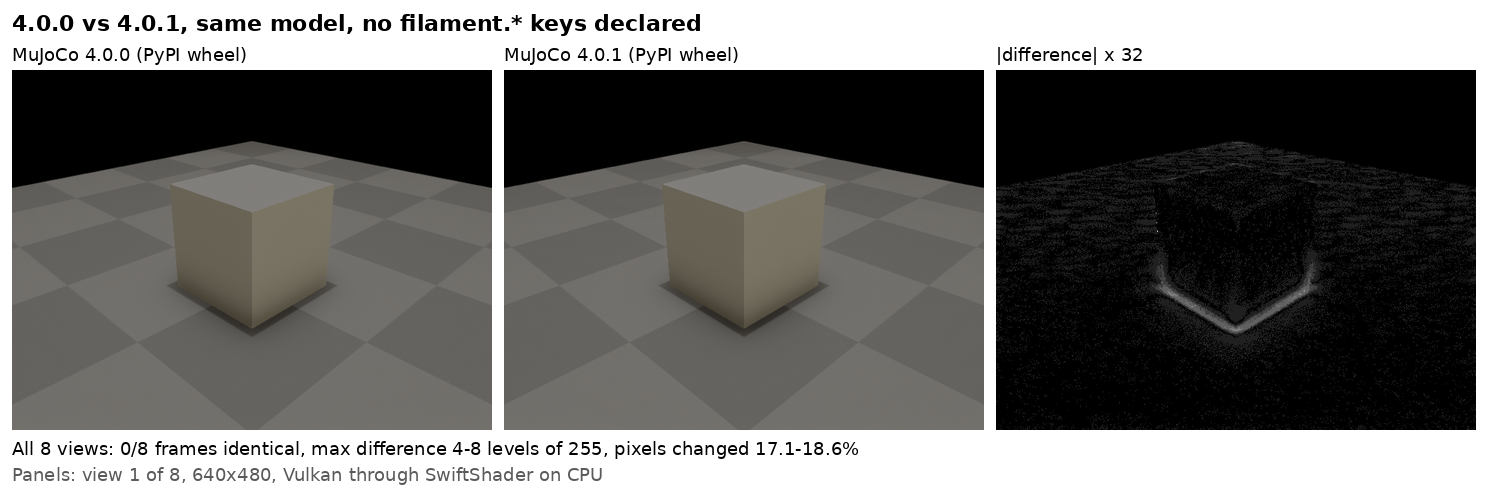 4.0.0 vs 4.0.1, same model, no filament.* keys declared
MuJoCo 4.0.0 (PyPI wheel)
MuJoCo 4.0.1 (PyPI wheel)
|difference| x 32
All 8 views: 0/8 frames identical, max difference 4-8 levels of 255, pixels changed 17.1-18.6%
Panels: view 1 of 8, 640x480, Vulkan through SwiftShader on CPU